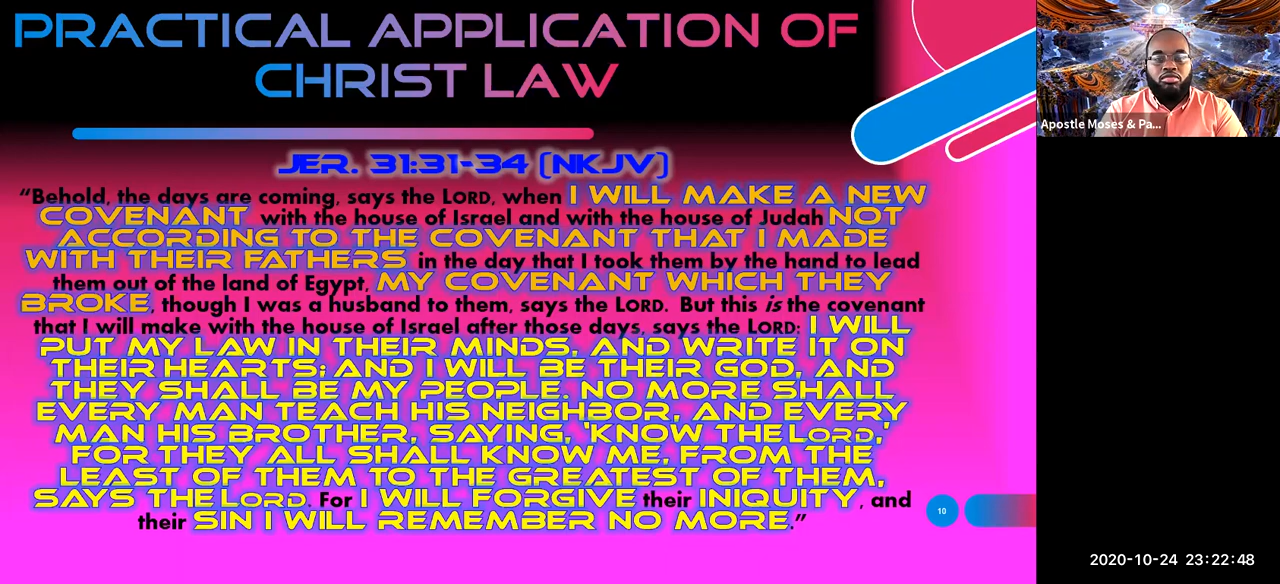 PRACTICAL APPLICATION OF
CHRIST LAW
JER. 31:31-34 (NKJV)
“Behold, the days are coming, says the LORD, when I WILL MAKE A NEW
COVENANT with the house of Israel and with the house of Judah NOT
ACCORDING TO THE COVENANT THAT I MADE
WITH THEIR FATHERS in the day that I took them by the hand to lead
them out of the land of Egypt, MY COVENANT WHICH THEY
BROKE, though I was a husband to them, says the LORD. But this is the covenant
that I will make with the house of Israel after those days, says the LORD: I WILL
PUT MY LAW IN THEIR MINDS, AND WRITE IT ON
THEIR HEARTS; AND I WILL BE THEIR GOD, AND
THEY SHALL BE MY PEOPLE. NO MORE SHALL
EVERY MAN TEACH HIS NEIGHBOR, AND EVERY
MAN HIS BROTHER, SAYING, ‘KNOW THE LORD,’
FOR THEY ALL SHALL KNOW ME, FROM THE
LEAST OF THEM TO THE GREATEST OF THEM,
SAYS THE LORD. For I WILL FORGIVE their INIQUITY, and
their SIN I WILL REMEMBER NO MORE.”
10
Apostle Moses & Pa...
2020-10-24 23:22:48